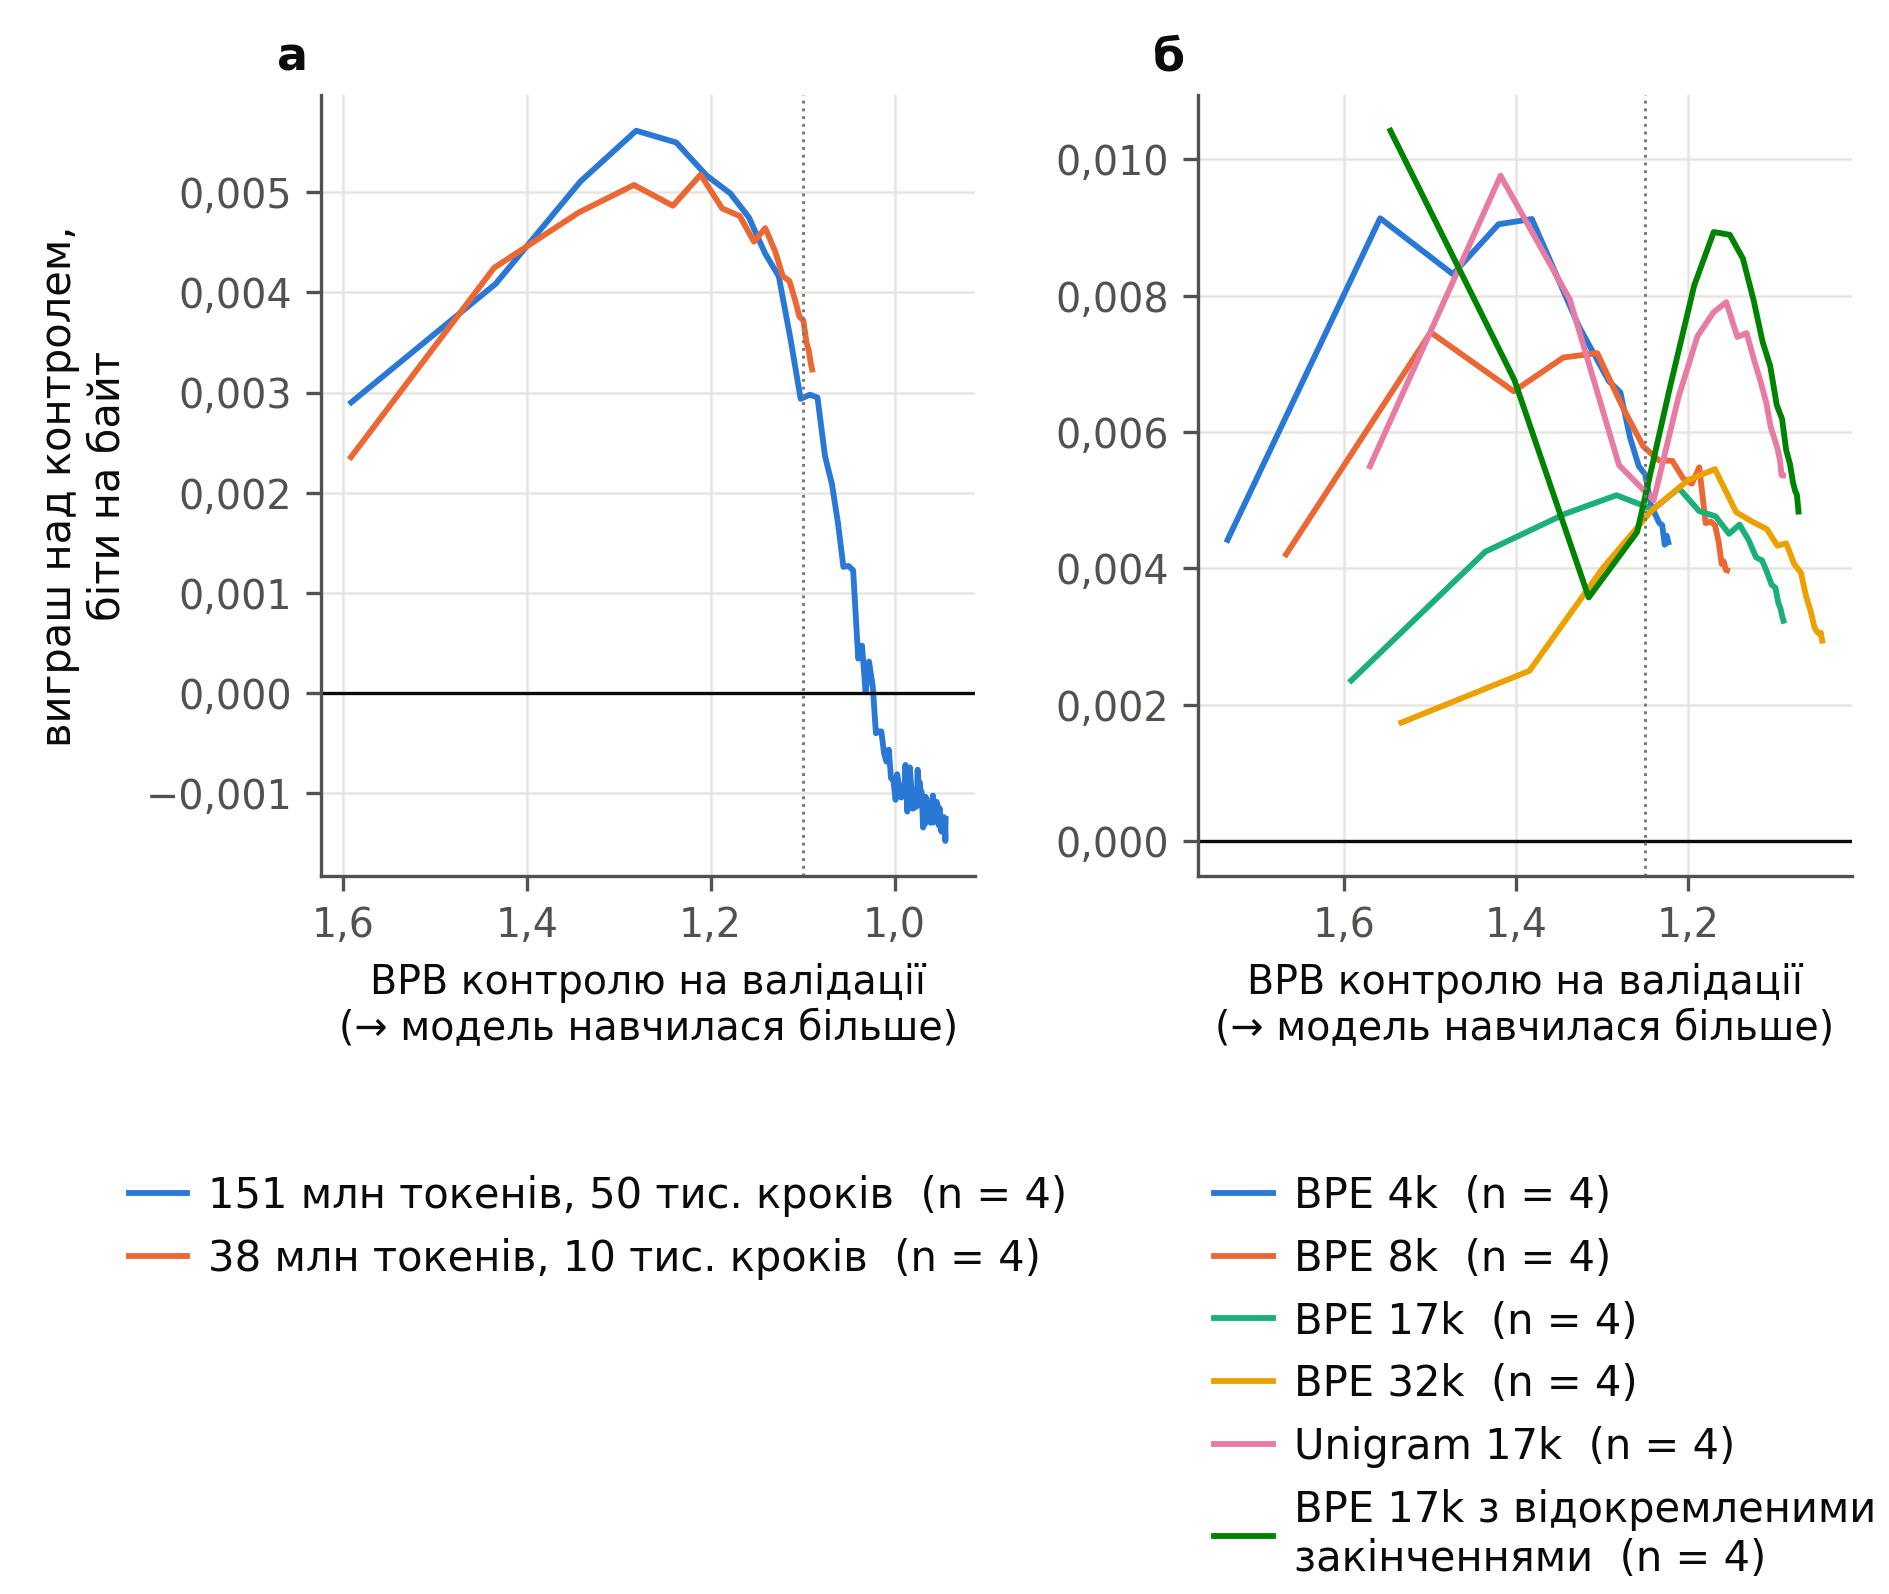 а
виграш над контролем,
біти на байт
0,005
0,004
0,003
0,002
0,001
0,000
−0,001
1,6
1,4
1,2
1,0
BPB контролю на валідації
(→ модель навчилася більше)
151 млн токенів, 50 тис. кроків (n = 4)
38 млн токенів, 10 тис. кроків (n = 4)
б
0,010
0,008
0,006
0,004
0,002
0,000
1,6
1,4
1,2
BPB контролю на валідації
(→ модель навчилася більше)
BPE 4k (n = 4)
BPE 8k (n = 4)
BPE 17k (n = 4)
BPE 32k (n = 4)
Unigram 17k (n = 4)
BPE 17k з відокремленими
закінченнями (n = 4)